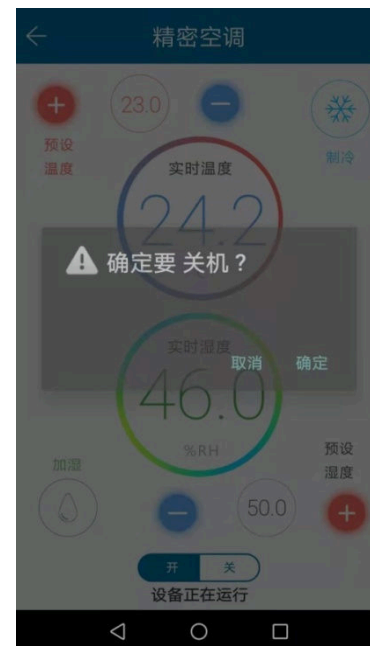 精密空调
23.0
预设
温度
制冷
实时温度
24.2
确定要 关机？
实时湿度
取消 确定
46.0
%RH
加湿
预设
湿度
50.0
开 关
设备正在运行